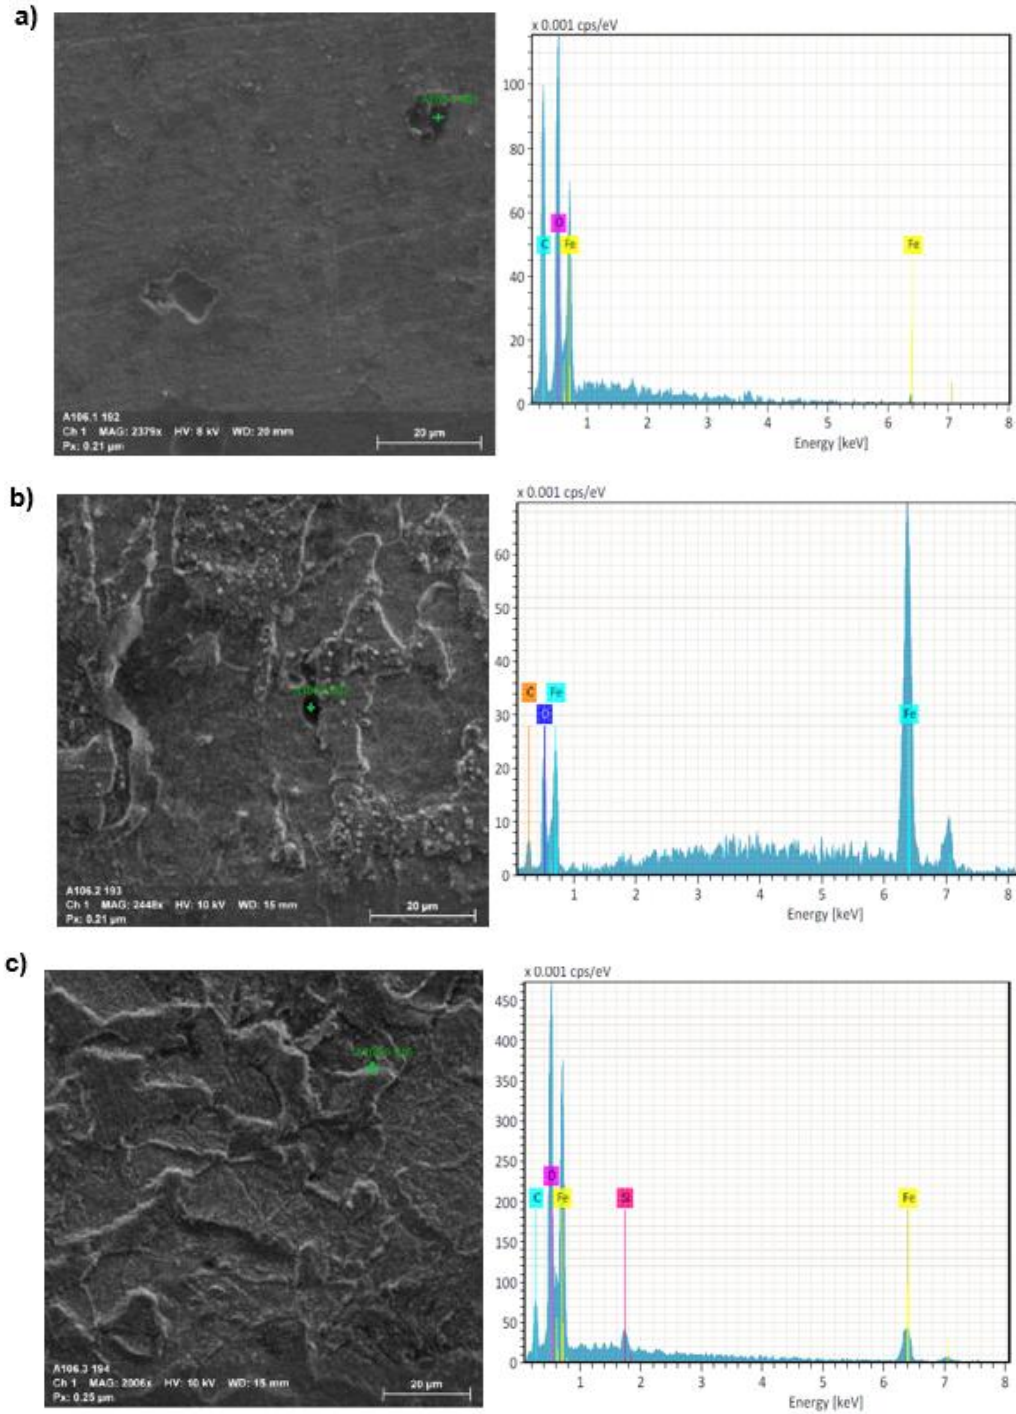 a)
x 0.001 cps/eV
100
80
60
40
20
0
C
O
Fe
Fe
1 2 3 4 5 6 7 8
Energy [keV]
A106.1 192
Ch 1 MAG: 2379x HV: 8 kV WD: 20 mm
Px: 0.21 µm
20 µm
b)
x 0.001 cps/eV
60
50
40
30
20
10
0
C
Fe
O
Fe
1 2 3 4 5 6 7 8
Energy [keV]
A106.2 193
Ch 1 MAG: 2448x HV: 10 kV WD: 15 mm
Px: 0.21 µm
20 µm
c)
x 0.001 cps/eV
450
400
350
300
250
200
150
100
50
0
O
C
Fe
Si
Fe
1 2 3 4 5 6 7 8
Energy [keV]
A106.3 194
Ch 1 MAG: 2006x HV: 10 kV WD: 15 mm
Px: 0.25 µm
20 µm